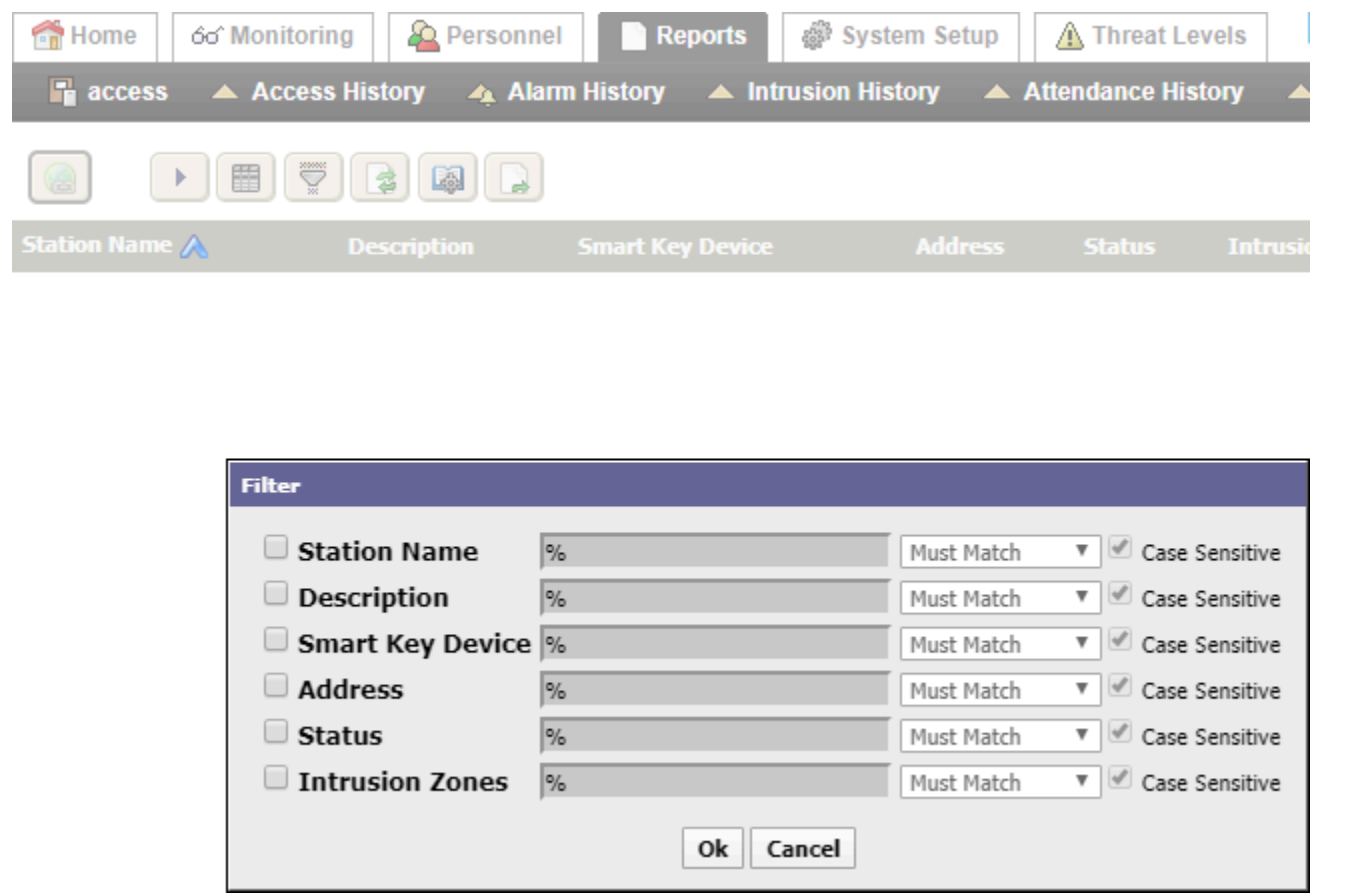 Home Monitoring Personnel Reports System Setup Threat Levels
access Access History Alarm History Intrusion History Attendance History
Station Name Description Smart Key Device Address Status
Filter
Station Name % Must Match Case Sensitive
Description % Must Match Case Sensitive
Smart Key Device % Must Match Case Sensitive
Address % Must Match Case Sensitive
Status % Must Match Case Sensitive
Intrusion Zones % Must Match Case Sensitive
Ok Cancel